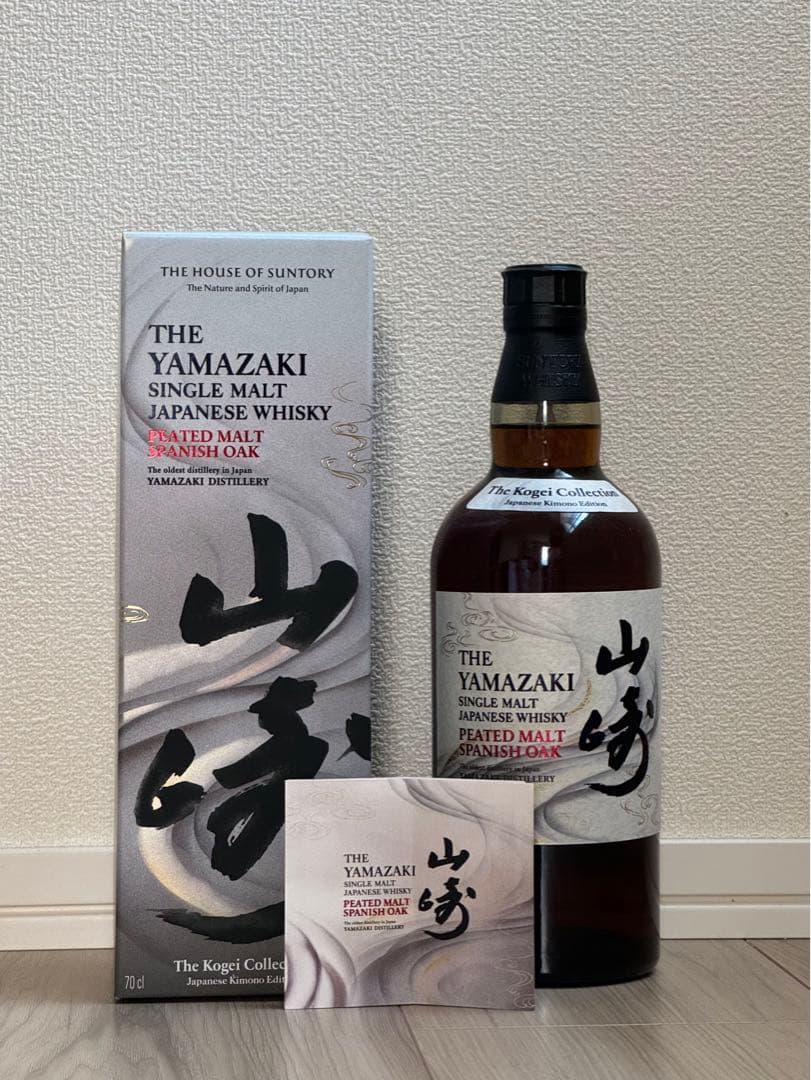 THE HOUSE OF SUNTORY
The Nature and Spirit of Japan
THE
YAMAZAKI
SINGLE MALT
JAPANESE WHISKY
PEATED MALT
SPANISH OAK
The oldest distillery in Japan
YAMAZAKI DISTILLERY
山崎
The Kogei Collec
Japanese Kimono Edit
70 cl
SUNTORY
WHISKY
The Kogei Collection
Japanese Kimono Edition
THE
YAMAZAKI
SINGLE MALT
JAPANESE WHISKY
PEATED MALT
SPANISH OAK
The oldest distillery in Japan
YAMAZAKI DISTILLERY
山崎
THE
YAMAZAKI
SINGLE MALT
JAPANESE WHISKY
PEATED MALT
SPANISH OAK
The oldest distillery in Japan
YAMAZAKI DISTILLERY
山崎